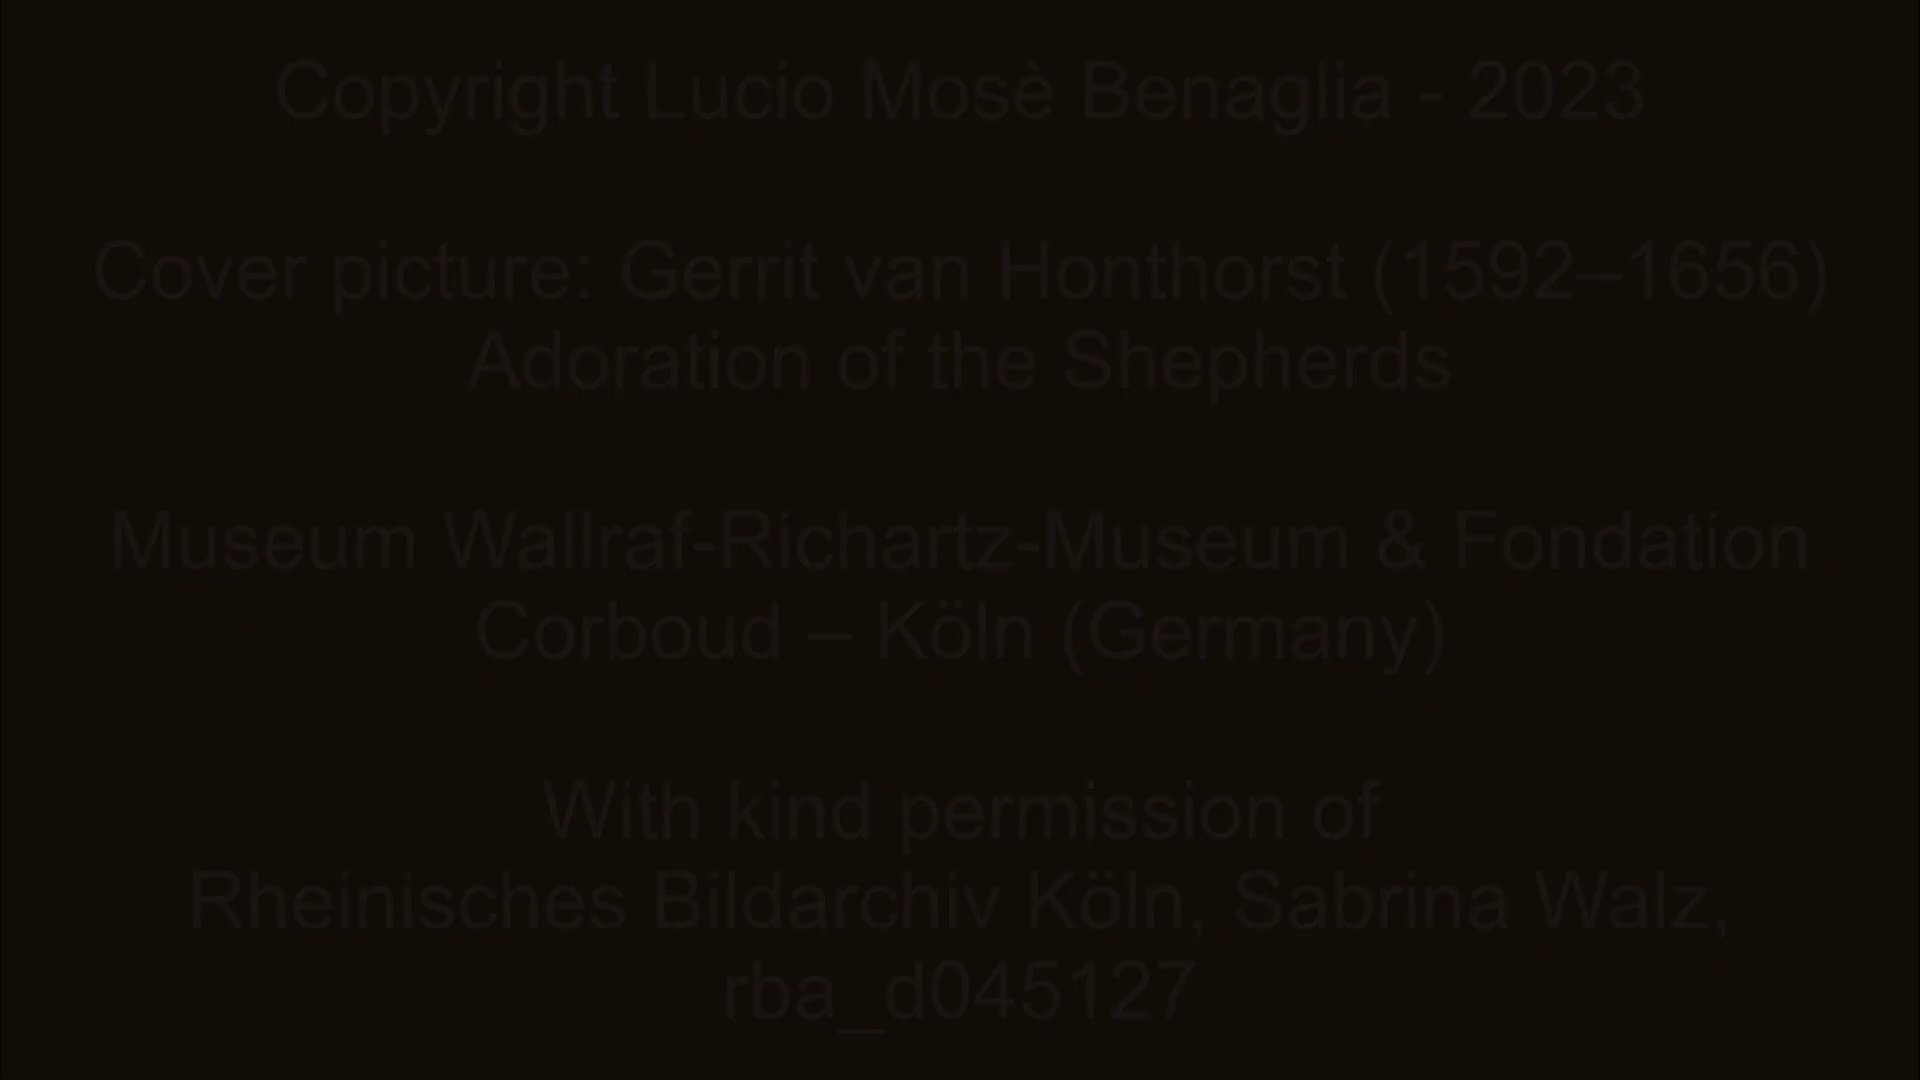 Copyright Lucio Mosè Benaglia - 2023
Cover picture: Gerrit van Honthorst (1592–1656)
Adoration of the Shepherds
Museum Wallraf-Richartz-Museum & Fondation
Corboud – Köln (Germany)
With kind permission of
Rheinisches Bildarchiv Köln, Sabrina Walz,
rba_d045127